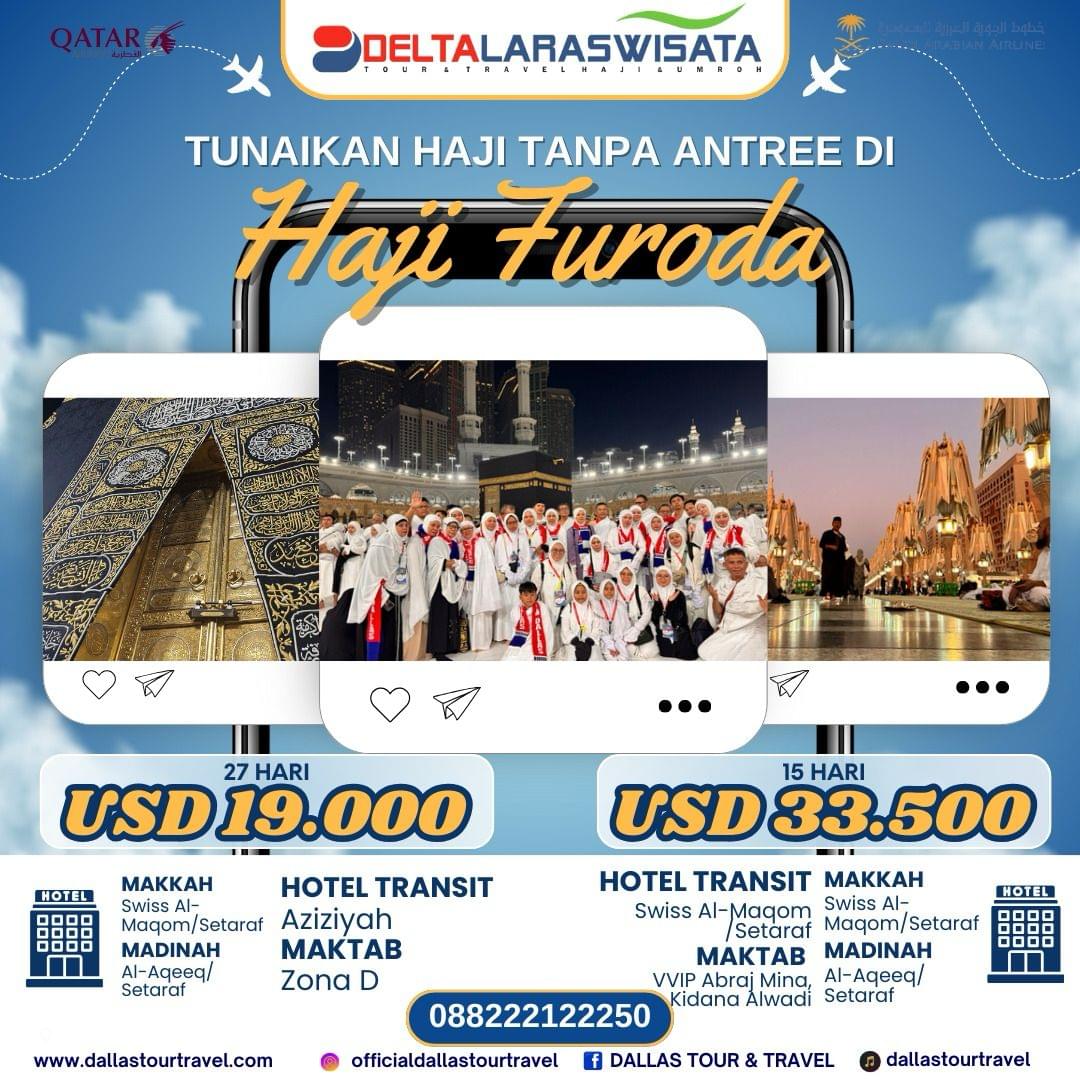 QATAR
القطرية
DELTALARASWISATA
TOUR & TRAVEL HAJI & UMROH
TUNAIKAN HAJI TANPA ANTREE DI
Haji Furoda
27 HARI
USD 19.000
15 HARI
USD 33.500
HOTEL
MAKKAH
Swiss Al-
Maqom/Setaraf
MADINAH
Al-Aqeeq/
Setaraf
HOTEL TRANSIT
Aziziyah
MAKTAB
Zona D
HOTEL TRANSIT
Swiss Al-Maqom
/Setaraf
MAKTAB
VVIP Abraj Mina,
Kidana Alwadi
MAKKAH
Swiss Al-
Maqom/Setaraf
MADINAH
Al-Aqeeq/
Setaraf
HOTEL
088222122250
www.dallastourtravel.com
officialdallastourtravel
DALLAS TOUR & TRAVEL
dallastourtravel